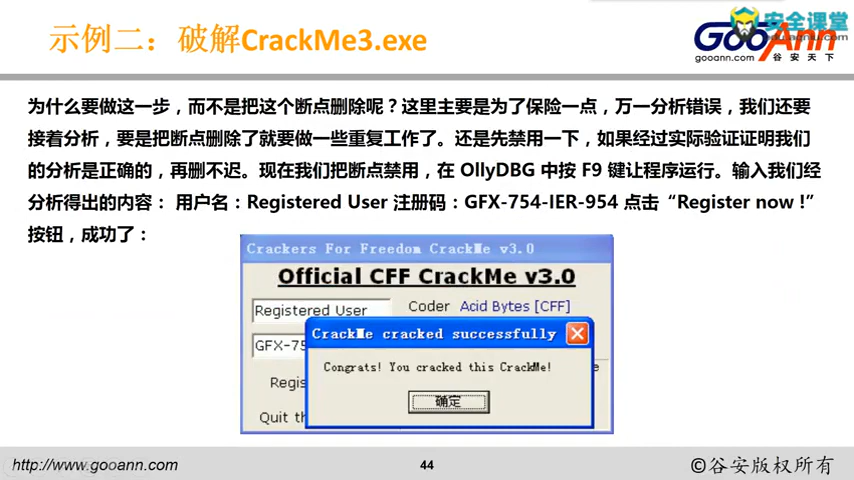 示例二：破解CrackMe3.exe
GooAnn
gooann.com 谷安天下
安全课堂
edu.aqniu.com
为什么要做这一步，而不是把这个断点删除呢？这里主要是为了保险一点，万一分析错误，我们还要
接着分析，要是把断点删除了就要做一些重复工作了。还是先禁用一下，如果经过实际验证证明我们
的分析是正确的，再删不迟。现在我们把断点禁用，在 OllyDBG 中按 F9 键让程序运行。输入我们经
分析得出的内容： 用户名：Registered User 注册码：GFX-754-IER-954 点击“Register now !”
按钮，成功了：
Crackers For Freedom CrackMe v3.0
Official CFF CrackMe v3.0
Registered User
Coder Acid Bytes [CFF]
CrackMe cracked successfully
GFX-75
Congrats! You cracked this CrackMe!
e
Regis
确定
Quit th
http://www.gooann.com
44
©谷安版权所有